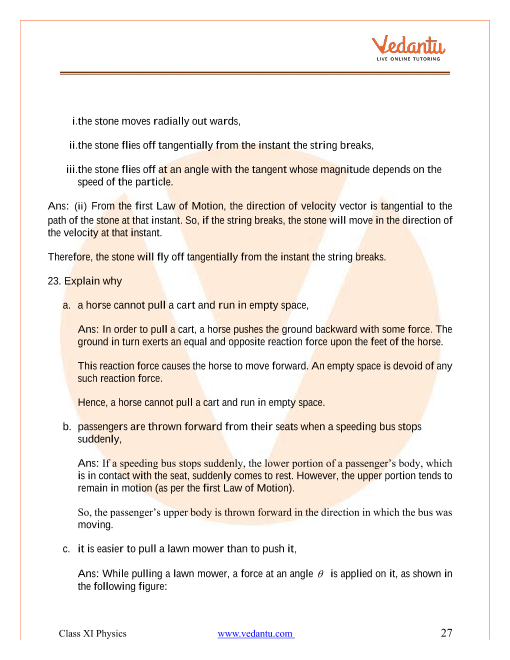 Vedantu
LIVE ONLINE TUTORING
i.the stone moves radially out wards,
ii.the stone flies off tangentially from the instant the string breaks,
iii.the stone flies off at an angle with the tangent whose magnitude depends on the
speed of the particle.
Ans: (ii) From the first Law of Motion, the direction of velocity vector is tangential to the
path of the stone at that instant. So, if the string breaks, the stone will move in the direction of
the velocity at that instant.
Therefore, the stone will fly off tangentially from the instant the string breaks.
23. Explain why
a. a horse cannot pull a cart and run in empty space,
Ans: In order to pull a cart, a horse pushes the ground backward with some force. The
ground in turn exerts an equal and opposite reaction force upon the feet of the horse.
This reaction force causes the horse to move forward. An empty space is devoid of any
such reaction force.
Hence, a horse cannot pull a cart and run in empty space.
b. passengers are thrown forward from their seats when a speeding bus stops
suddenly,
Ans: If a speeding bus stops suddenly, the lower portion of a passenger's body, which
is in contact with the seat, suddenly comes to rest. However, the upper portion tends to
remain in motion (as per the first Law of Motion).
So, the passenger's upper body is thrown forward in the direction in which the bus was
moving.
c. it is easier to pull a lawn mower than to push it,
Ans: While pulling a lawn mower, a force at an angle θ is applied on it, as shown in
the following figure:
Class XI Physics www.vedantu.com 27